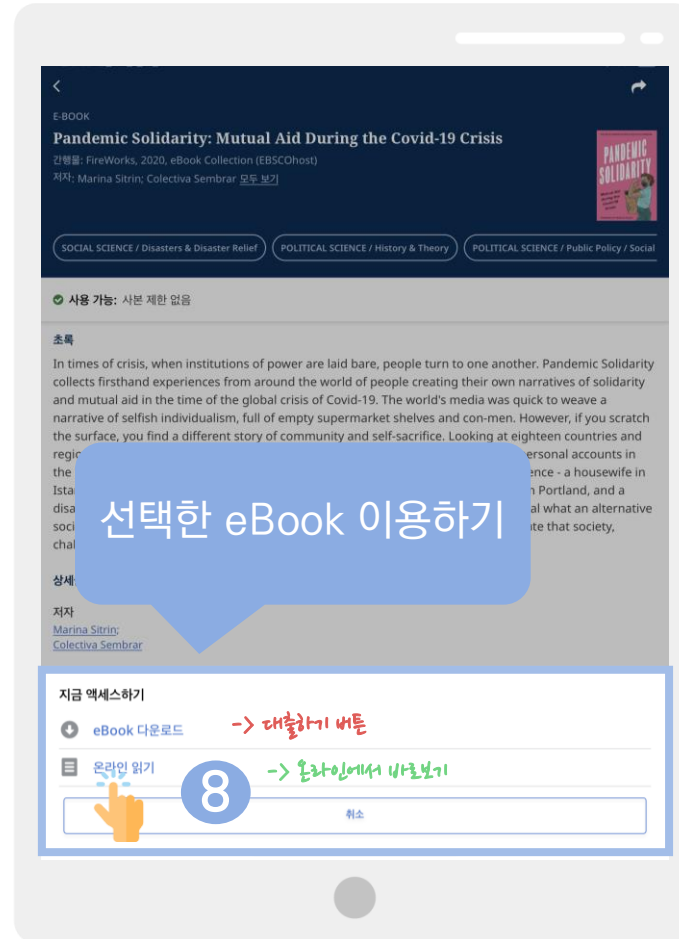 E-BOOK
Pandemic Solidarity: Mutual Aid During the Covid-19 Crisis
간행물: FireWorks, 2020, eBook Collection (EBSCOhost)
저자: Marina Sitrin; Colectiva Sembrar 모두 보기
PANDEMIC
SOLIDARITY
SOCIAL SCIENCE / Disasters & Disaster Relief
POLITICAL SCIENCE / History & Theory
POLITICAL SCIENCE / Public Policy / Social
사용 가능: 사본 제한 없음
초록
In times of crisis, when institutions of power are laid bare, people turn to one another. Pandemic Solidarity
collects firsthand experiences from around the world of people creating their own narratives of solidarity
and mutual aid in the time of the global crisis of Covid-19. The world's media was quick to weave a
narrative of selfish individualism, full of empty supermarket shelves and con-men. However, if you scratch
the surface, you find a different story of community and self-sacrifice. Looking at eighteen countries and
ersonal accounts in
the ence - a housewife in
Portland, and a
al what an alternative
te that society,
선택한 eBook 이용하기
상세
저자
Marina Sitrin;
Colectiva Sembrar
지금 액세스하기
eBook 다운로드 -> 대출하기 버튼
온라인 읽기 -> 온라인에서 바로보기
8
취소